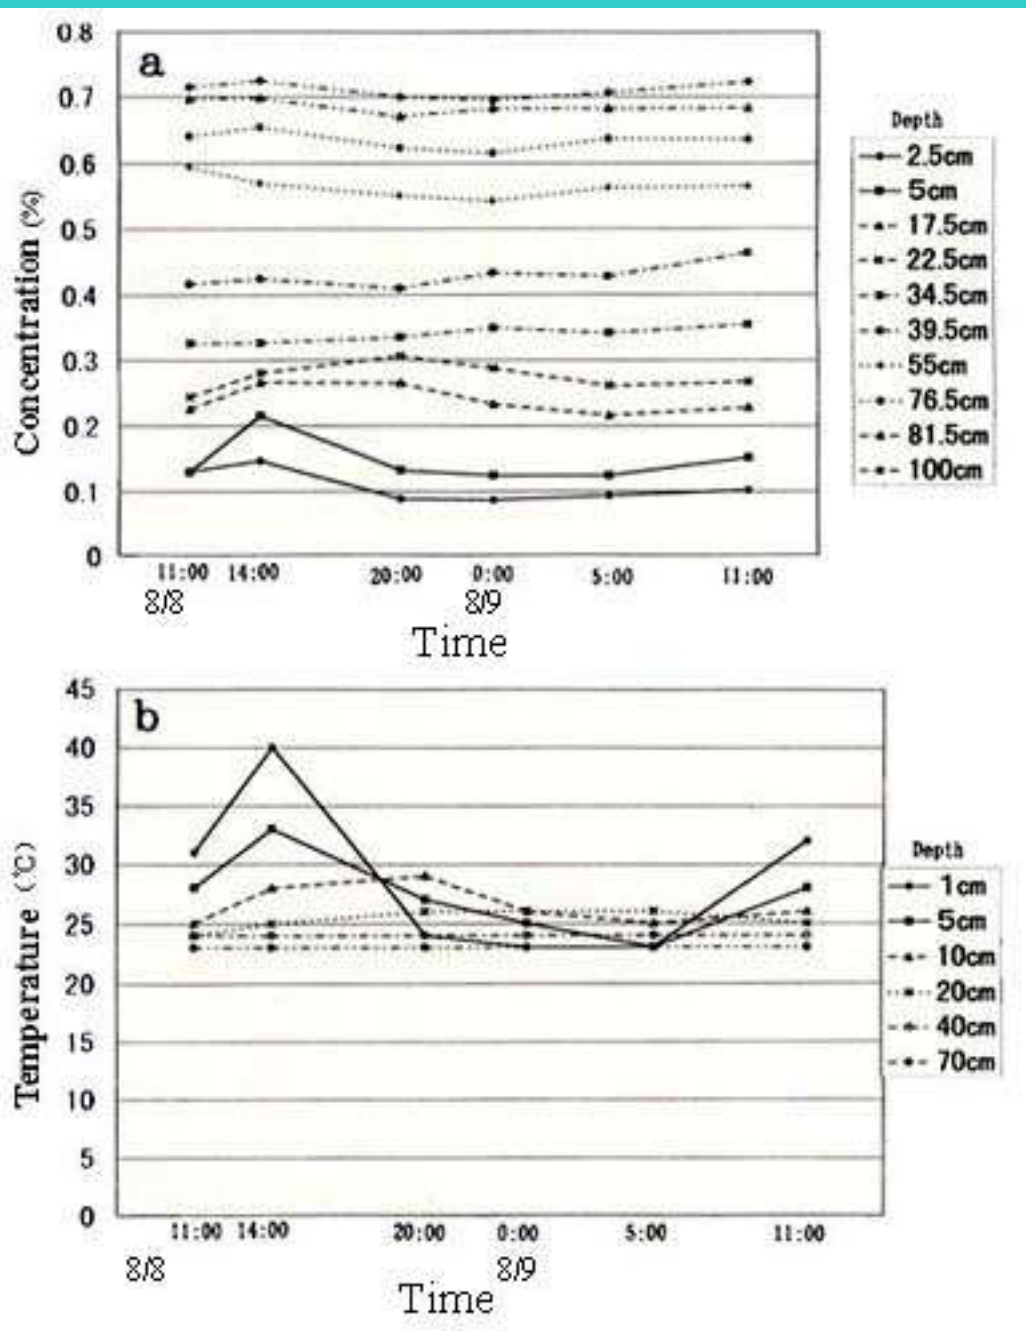 a
0.8
0.7
0.6
0.5
0.4
0.3
0.2
0.1
0
Concentration (%)
11:00 14:00 20:00 0:00 5:00 11:00
8/8 8/9
Time
Depth
2.5cm
5cm
17.5cm
22.5cm
34.5cm
39.5cm
55cm
76.5cm
81.5cm
100cm
b
45
40
35
30
25
20
15
10
5
0
Temperature (℃)
11:00 14:00 20:00 0:00 5:00 11:00
8/8 8/9
Time
Depth
1cm
5cm
10cm
20cm
40cm
70cm